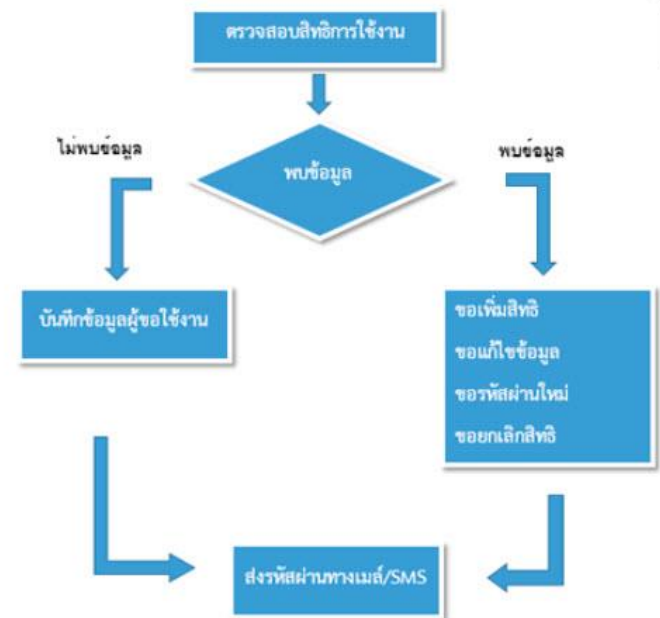 ตรวจสอบสิทธิการใช้งาน
ไม่พบข้อมูล
พบข้อมูล
พบข้อมูล
บันทึกข้อมูลผู้ขอใช้งาน
ขอเพิ่มสิทธิ
ขอแก้ไขข้อมูล
ขอรหัสผ่านใหม่
ขอยกเลิกสิทธิ
ส่งรหัสผ่านทางเมล์/SMS